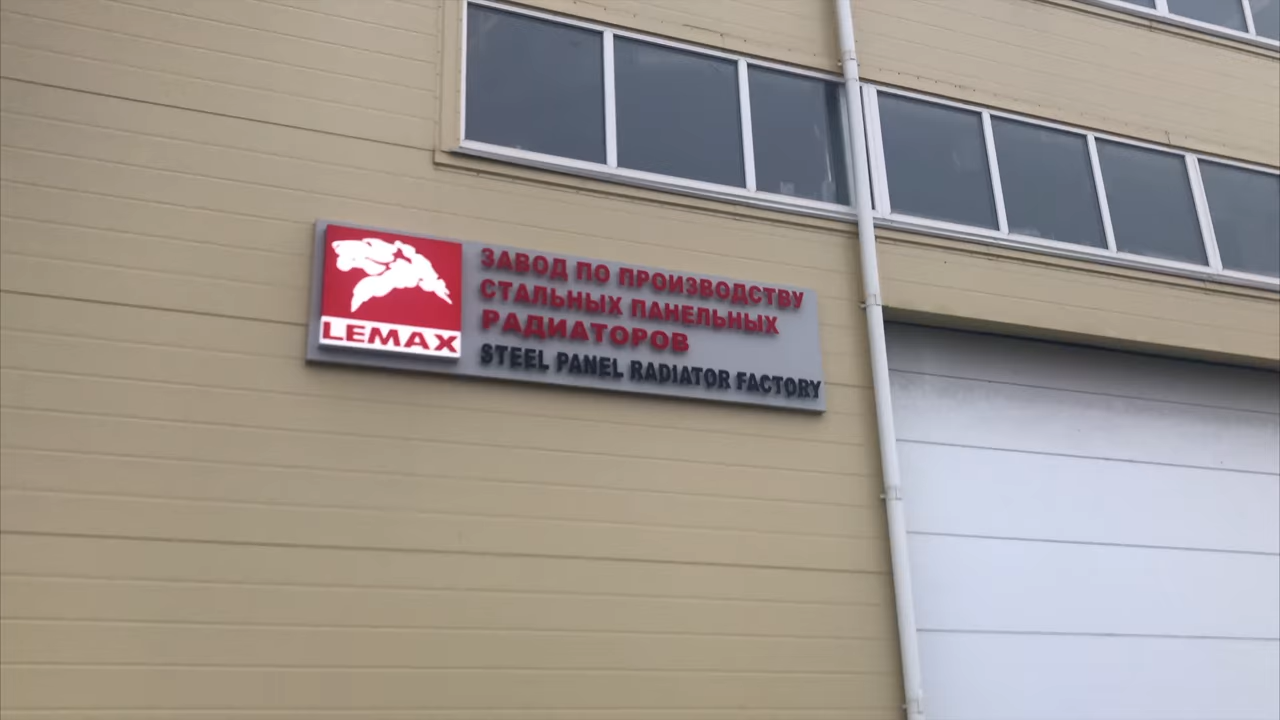 LEMAX
ЗАВОД ПО ПРОИЗВОДСТВУ
СТАЛЬНЫХ ПАНЕЛЬНЫХ
РАДИАТОРОВ
STEEL PANEL RADIATOR FACTORY